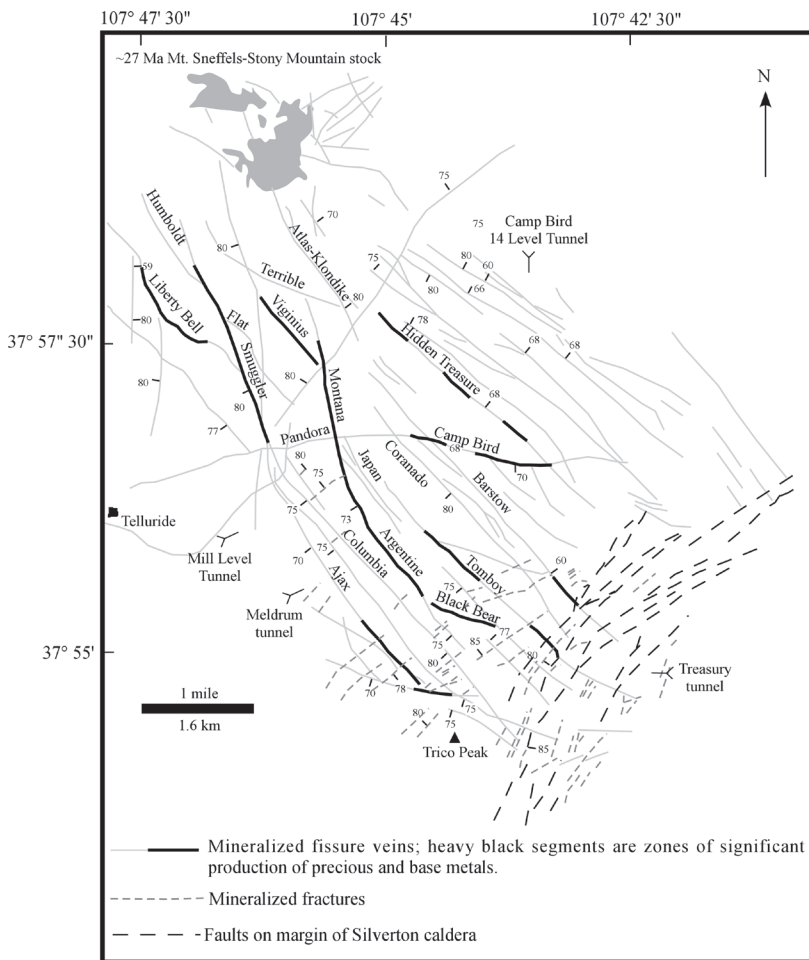 107° 47' 30"
107° 45'
107° 42' 30"
~27 Ma Mt. Sneffels-Stony Mountain stock
N
75
70
75
Camp Bird
14 Level Tunnel
Humboldt
Atlas-Klondike
80
75
80
60
59
Terrible
80
66
Liberty Bell
80
Viginius
80
78
Flat
Hidden Treasure
37° 57' 30"
68
68
Smuggler
80
80
Montana
68
80
77
Pandora
Camp Bird
68
80
Japan
Coranado
70
75
Barstow
75
80
Telluride
73
Mill Level
Tunnel
70
75
Columbia
Argentine
Ajax
Tomboy
60
75
Meldrum
tunnel
Black Bear
77
37° 55'
75
85
80
80
Treasury
tunnel
70
78
1 mile
1.6 km
80
75
75
Trico Peak
85
Mineralized fissure veins; heavy black segments are zones of significant
production of precious and base metals.
Mineralized fractures
Faults on margin of Silverton caldera